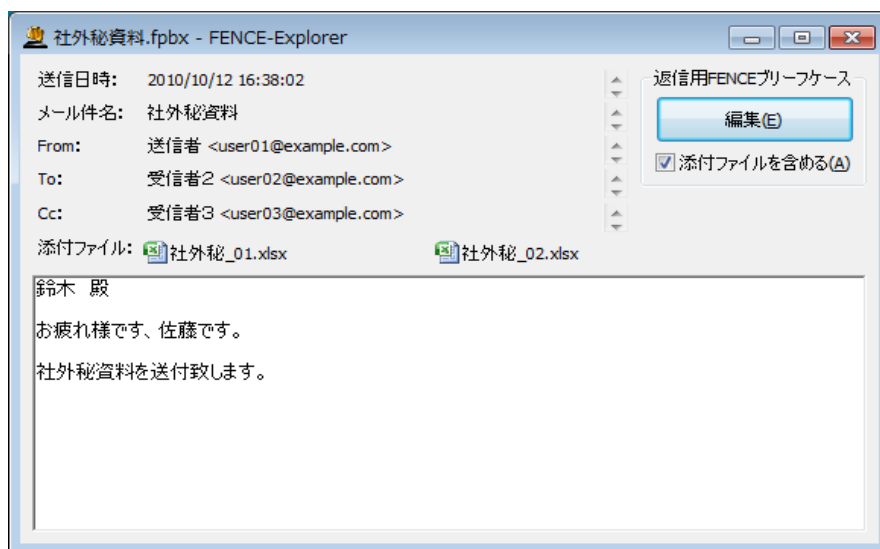 社外秘資料.fpbx - FENCE-Explorer
送信日時: 2010/10/12 16:38:02
返信用FENCEブリーフケース
メール件名: 社外秘資料
編集(E)
From: 送信者 <user01@example.com>
添付ファイルを含める(A)
To: 受信者2 <user02@example.com>
Cc: 受信者3 <user03@example.com>
添付ファイル: 社外秘_01.xlsx 社外秘_02.xlsx
鈴木 殿
お疲れ様です、佐藤です。
社外秘資料を送付致します。